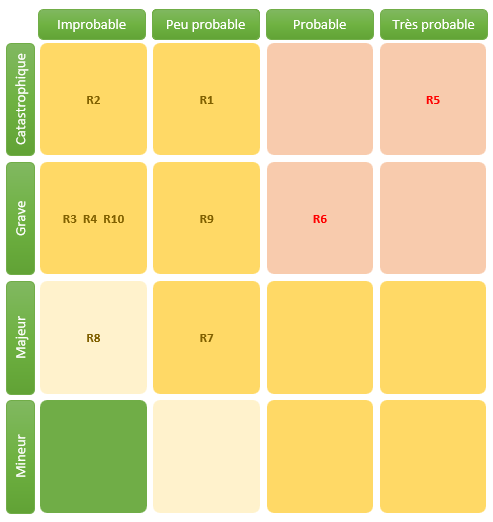 Improbable Peu probable Probable Très probable
Catastrophique R2 R1 R5
Grave R3 R4 R10 R9 R6
Majeur R8 R7
Mineur